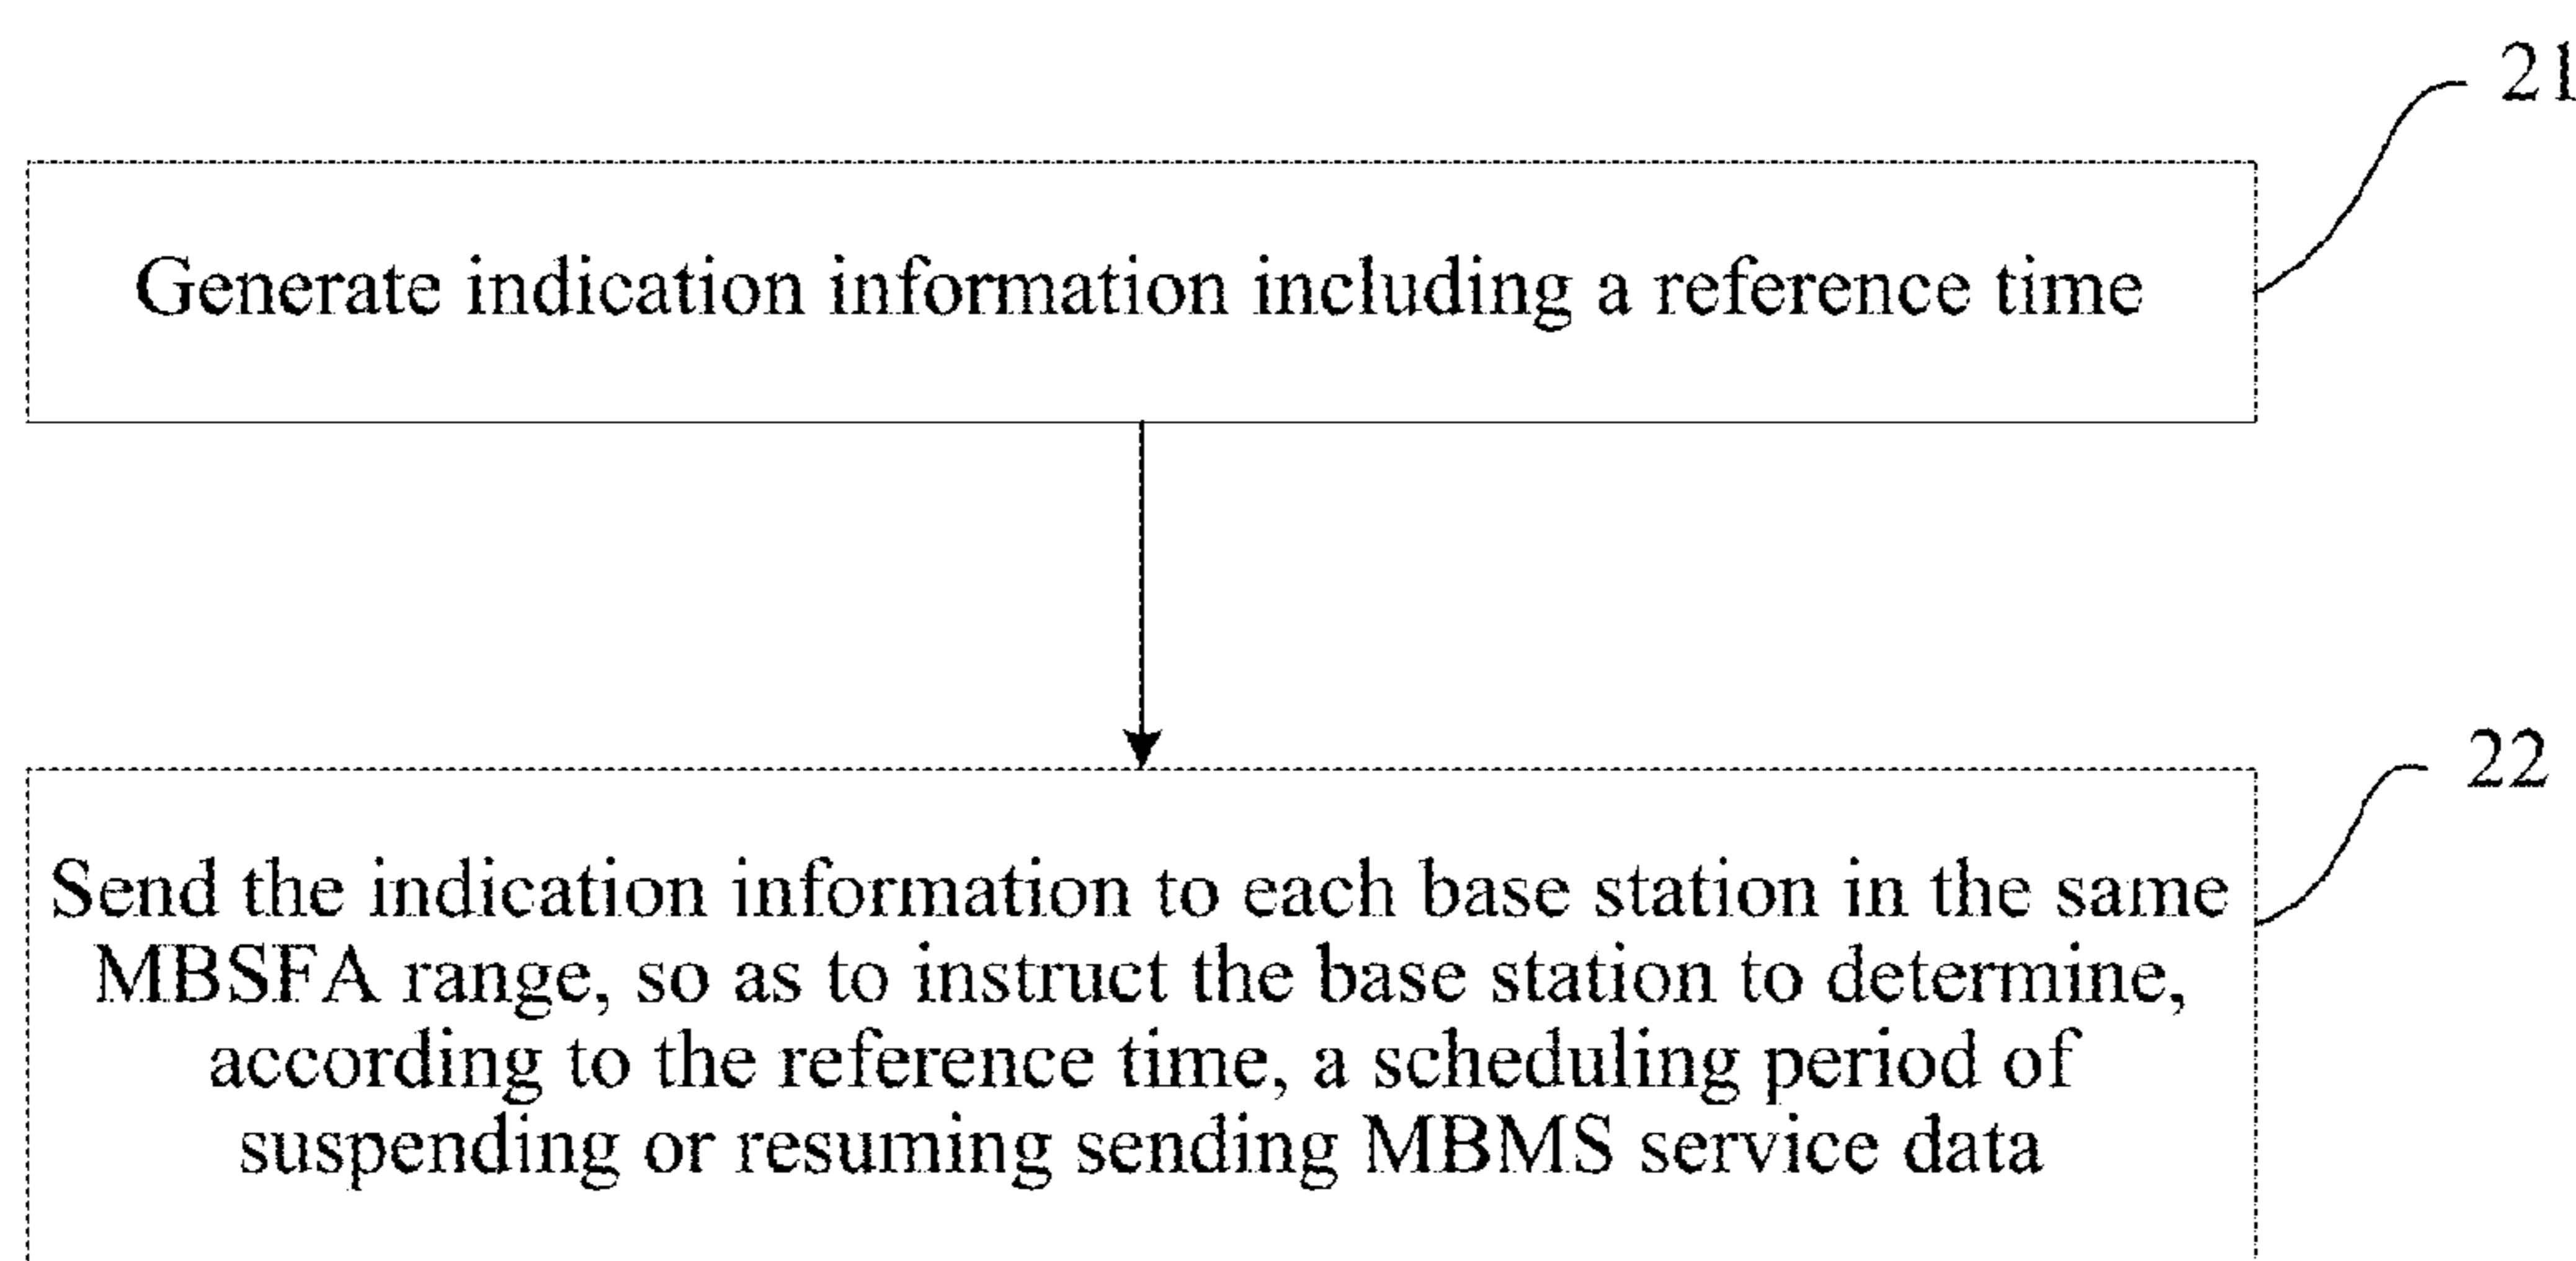 21
Generate indication information including a reference time
22
Send the indication information to each base station in the same
MBSFA range, so as to instruct the base station to determine,
according to the reference time, a scheduling period of
suspending or resuming sending MBMS service data